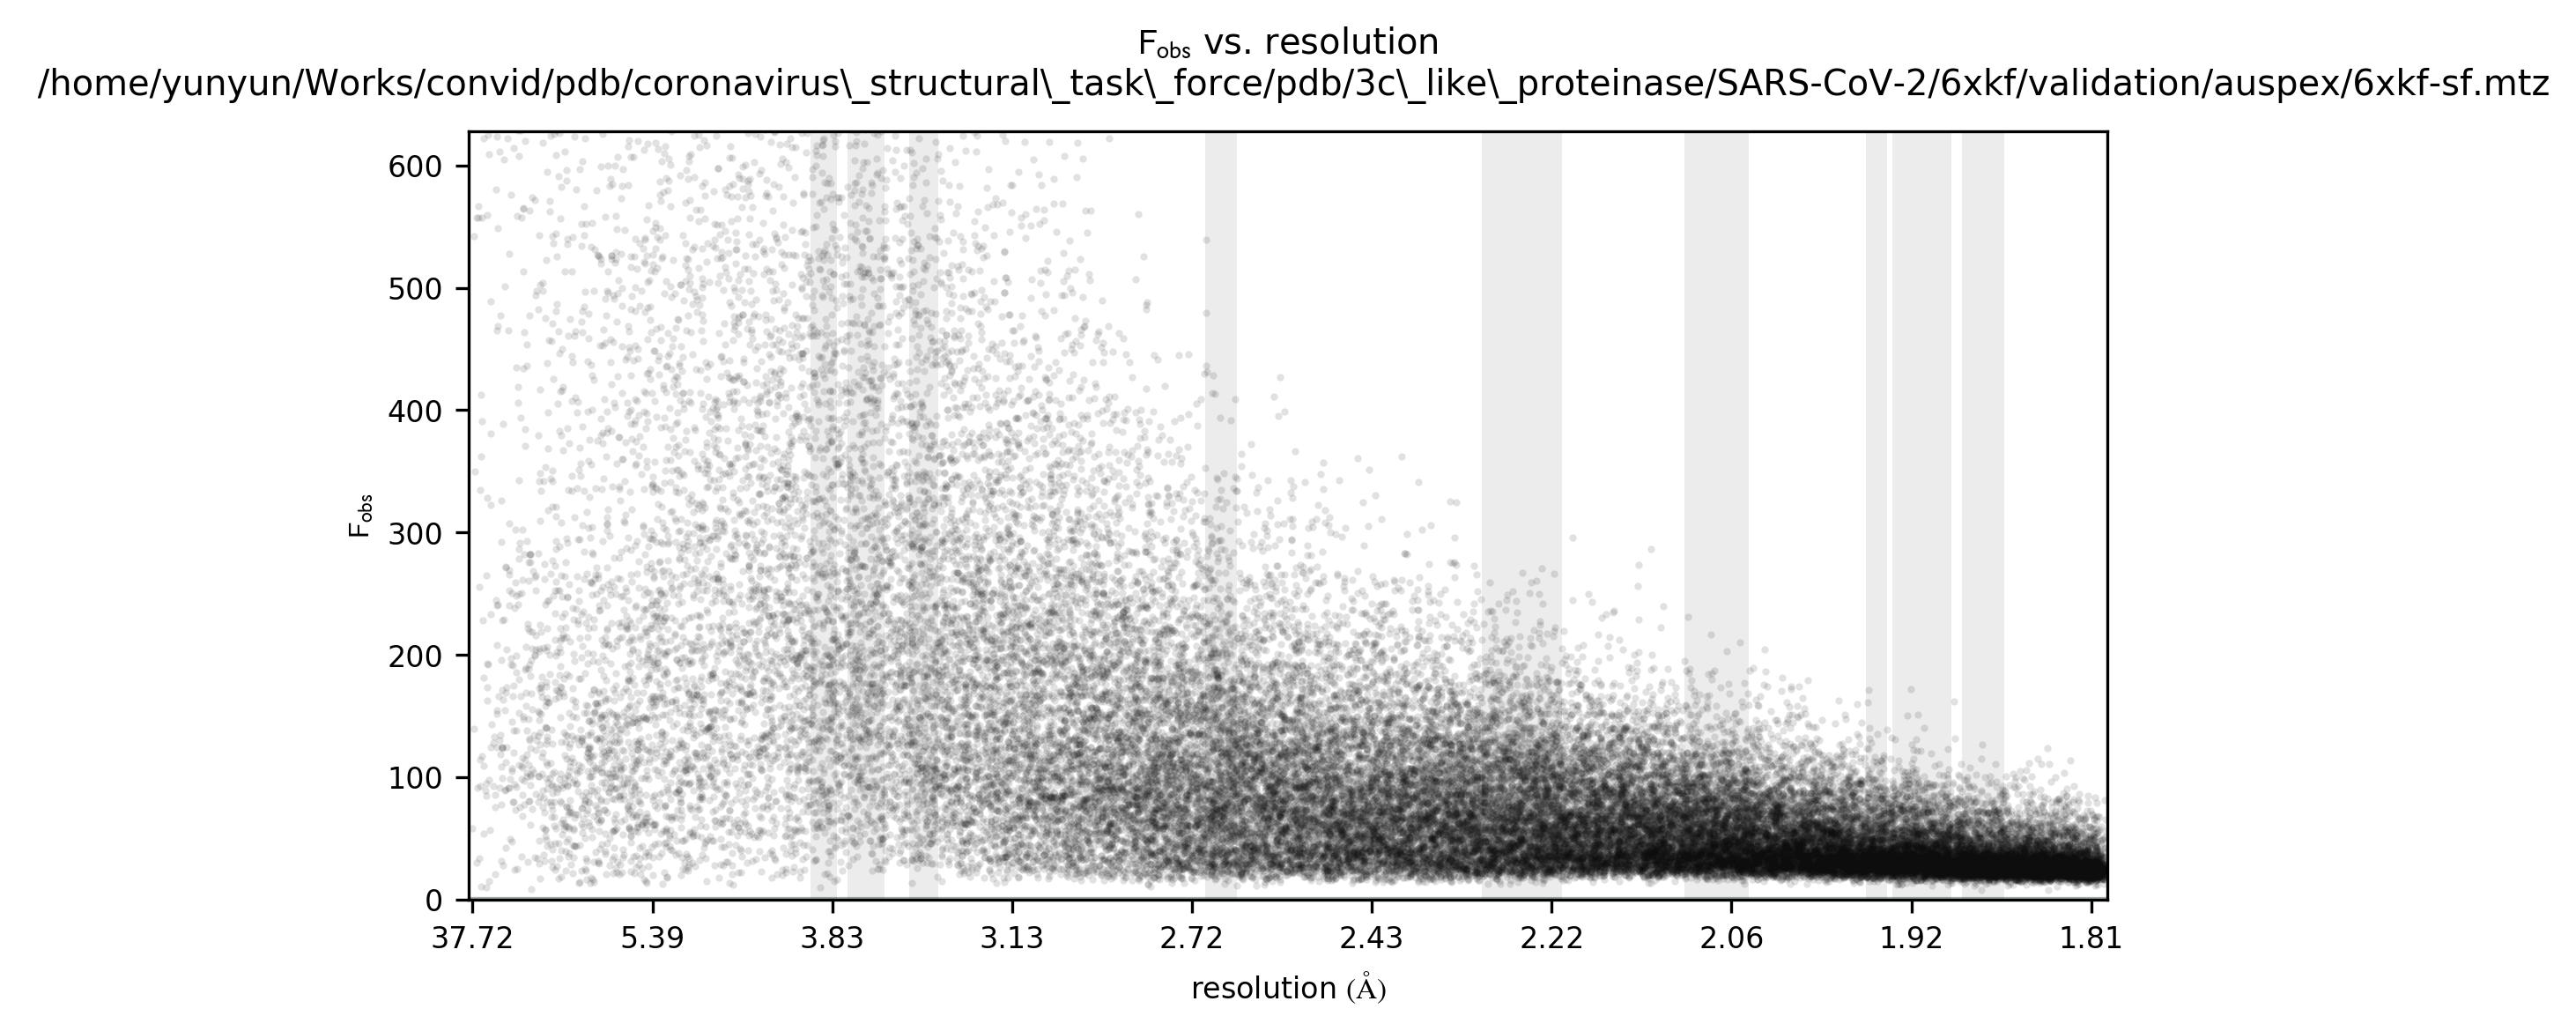 Fobs vs. resolution
/home/yunyun/Works/convid/pdb/coronavirus\_structural\_task\_force/pdb/3c\_like\_proteinase/SARS-CoV-2/6xkf/validation/auspex/6xkf-sf.mtz
600
500
400
300
200
100
0
Fobs
37.72 5.39 3.83 3.13 2.72 2.43 2.22 2.06 1.92 1.81
resolution (Å)